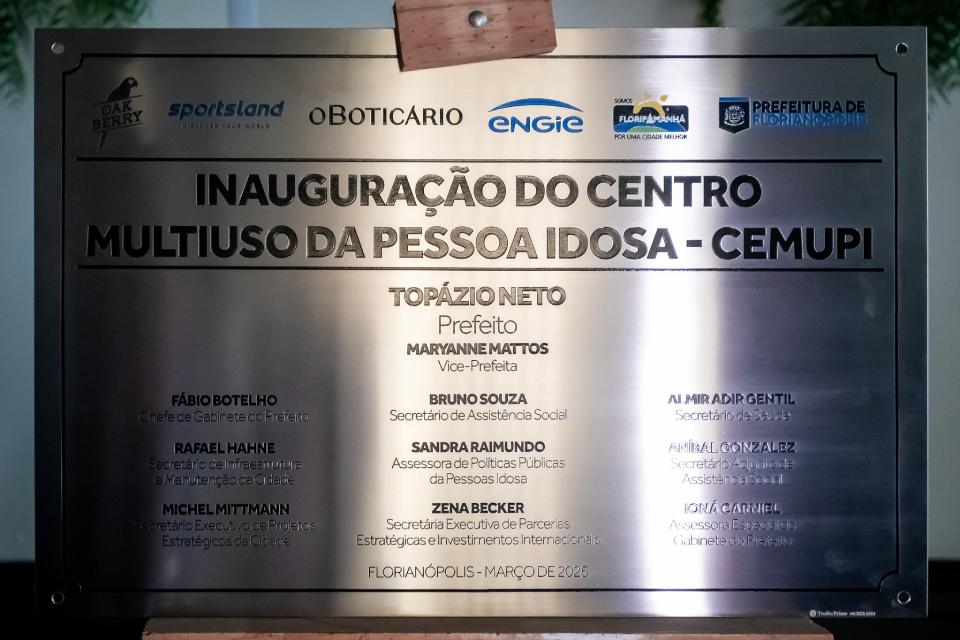 OAK BERRY
sportsland
DISCOVER YOUR WORLD
oBOTICÁRIO
ENGIE
SOMOS
FLORIPAMANHÃ
POR UMA CIDADE MELHOR
PREFEITURA DE
FLORIANÓPOLIS
INAUGURAÇÃO DO CENTRO
MULTIUSO DA PESSOA IDOSA - CEMUPI
TOPÁZIO NETO
Prefeito
MARYANNE MATTOS
Vice-Prefeita
FÁBIO BOTELHO
Chefe de Gabinete do Prefeito
BRUNO SOUZA
Secretário de Assistência Social
ALMIR ADIR GENTIL
Secretário de Saúde
RAFAEL HAHNE
Secretário de Infraestrutura
e Manutenção da Cidade
SANDRA RAIMUNDO
Assessora de Políticas Públicas
da Pessoas Idosa
ANÍBAL GONZALEZ
Secretário Adjunto de
Assistência Social
MICHEL MITTMANN
Secretário Executivo de Projetos
Estratégicos da Cidade
ZENA BECKER
Secretária Executiva de Parcerias
Estratégicas e Investimentos Internacionais
IONÁ CARNIEL
Assessora Especial do
Gabinete do Prefeito
FLORIANÓPOLIS - MARÇO DE 2025